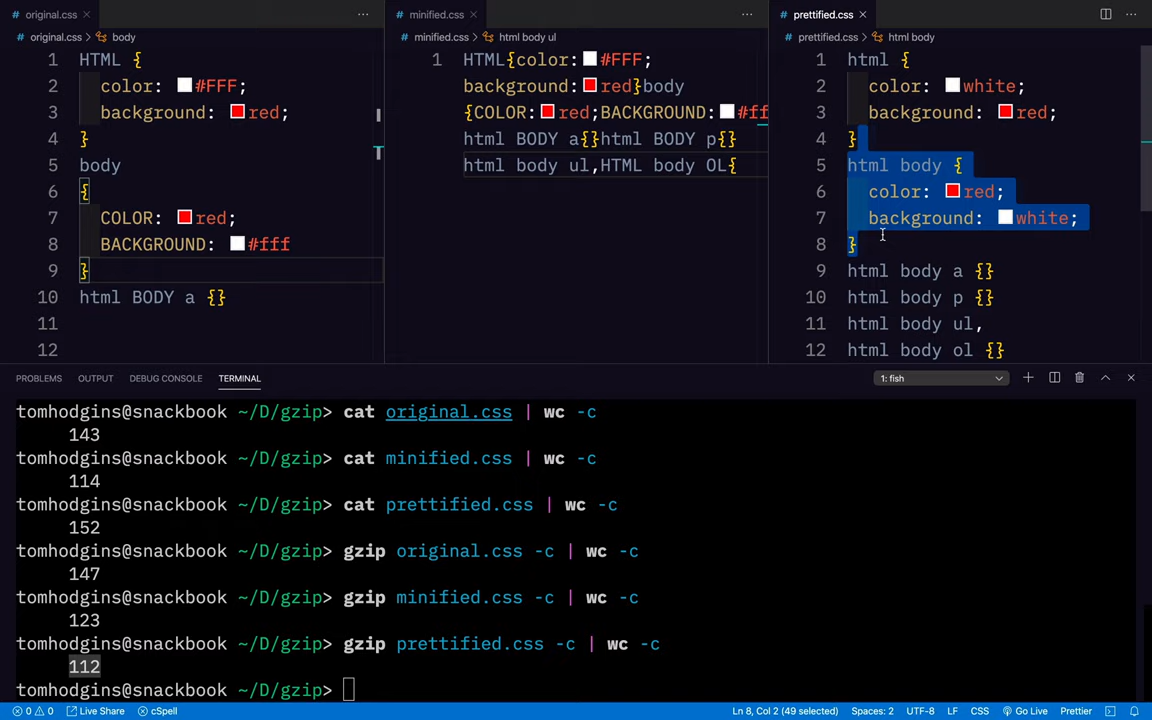 # original.css × ...
# original.css > body
1 HTML {
2 color: #FFF;
3 background: red;
4 }
5 body
6 {
7 COLOR: red;
8 BACKGROUND: #fff
9 }
10 html BODY a {}
11
12
# minified.css × ...
# minified.css > html body ul
1 HTML{color: #FFF;
background: red}body
{COLOR: red;BACKGROUND: #ff
html BODY a{}html BODY p{}
html body ul,HTML body OL{
# prettified.css × ...
# prettified.css > html body
1 html {
2 color: white;
3 background: red;
4 }
5 html body {
6 color: red;
7 background: white;
8 }
9 html body a {}
10 html body p {}
11 html body ul,
12 html body ol {}
PROBLEMS OUTPUT DEBUG CONSOLE TERMINAL 1: fish
tomhodgins@snackbook ~/D/gzip> cat original.css | wc -c
143
tomhodgins@snackbook ~/D/gzip> cat minified.css | wc -c
114
tomhodgins@snackbook ~/D/gzip> cat prettified.css | wc -c
152
tomhodgins@snackbook ~/D/gzip> gzip original.css -c | wc -c
147
tomhodgins@snackbook ~/D/gzip> gzip minified.css -c | wc -c
123
tomhodgins@snackbook ~/D/gzip> gzip prettified.css -c | wc -c
112
tomhodgins@snackbook ~/D/gzip>
0 0 Live Share cSpell Ln 8, Col 2 (49 selected) Spaces: 2 UTF-8 LF CSS Go Live Prettier